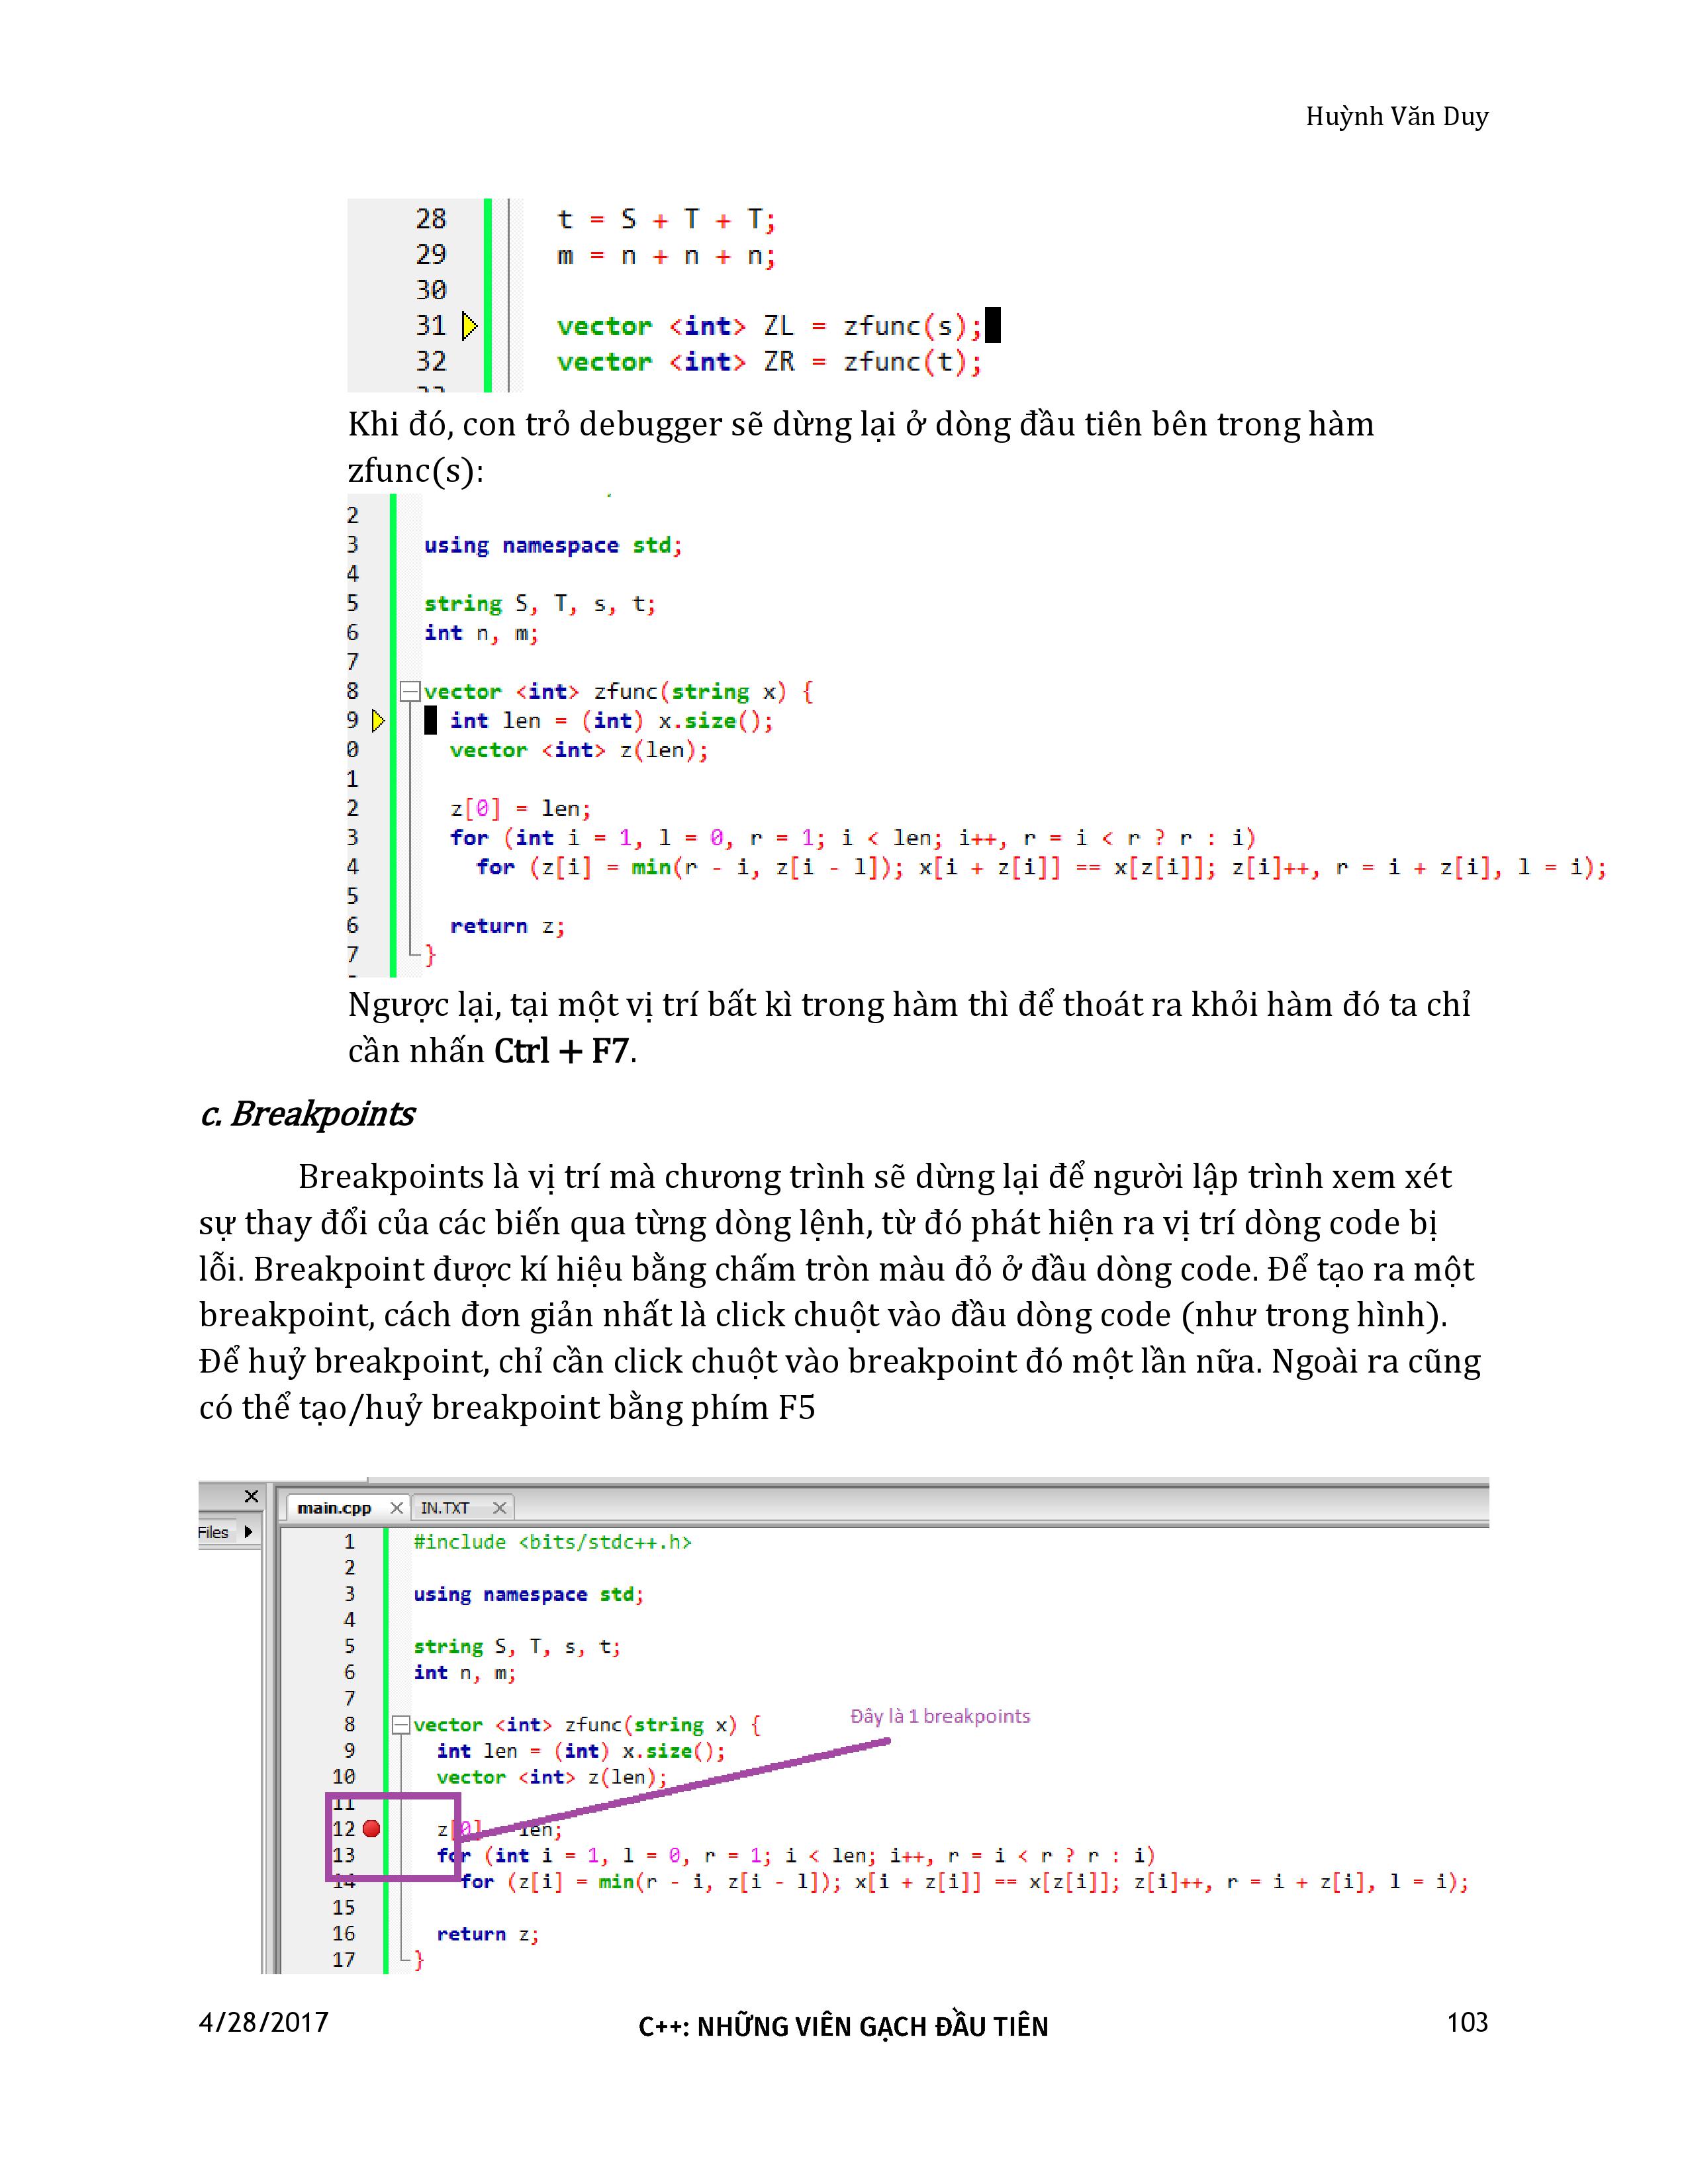 Huỳnh Văn Duy
28 t = S + T + T;
29 m = n + n + n;
30
31 vector <int> ZL = zfunc(s);
32 vector <int> ZR = zfunc(t);
Khi đó, con trỏ debugger sẽ dừng lại ở dòng đầu tiên bên trong hàm
zfunc(s):
2
3 using namespace std;
4
5 string S, T, s, t;
6 int n, m;
7
8 vector <int> zfunc(string x) {
9 int len = (int) x.size();
0 vector <int> z(len);
1
2 z[0] = len;
3 for (int i = 1, l = 0, r = 1; i < len; i++, r = i < r ? r : i)
4 for (z[i] = min(r - i, z[i - l]); x[i + z[i]] == x[z[i]]; z[i]++, r = i + z[i], l = i);
5
6 return z;
7 }
Ngược lại, tại một vị trí bất kì trong hàm thì để thoát ra khỏi hàm đó ta chỉ
cần nhấn Ctrl + F7.
c. Breakpoints
Breakpoints là vị trí mà chương trình sẽ dừng lại để người lập trình xem xét
sự thay đổi của các biến qua từng dòng lệnh, từ đó phát hiện ra vị trí dòng code bị
lỗi. Breakpoint được kí hiệu bằng chấm tròn màu đỏ ở đầu dòng code. Để tạo ra một
breakpoint, cách đơn giản nhất là click chuột vào đầu dòng code (như trong hình).
Để huỷ breakpoint, chỉ cần click chuột vào breakpoint đó một lần nữa. Ngoài ra cũng
có thể tạo/huỷ breakpoint bằng phím F5
main.cpp IN.TXT
Files
1 #include <bits/stdc++.h>
2
3 using namespace std;
4
5 string S, T, s, t;
6 int n, m;
7
Đây là 1 breakpoints
8 vector <int> zfunc(string x) {
9 int len = (int) x.size();
10 vector <int> z(len);
11
12 z[0] = len;
13 for (int i = 1, l = 0, r = 1; i < len; i++, r = i < r ? r : i)
14 for (z[i] = min(r - i, z[i - l]); x[i + z[i]] == x[z[i]]; z[i]++, r = i + z[i], l = i);
15
16 return z;
17 }
4/28/2017 C++: NHỮNG VIÊN GẠCH ĐẦU TIÊN 103